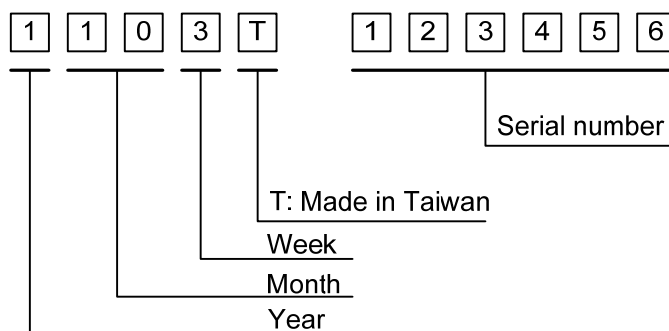 1 1 0 3 T 1 2 3 4 5 6
Serial number
T: Made in Taiwan
Week
Month
Year